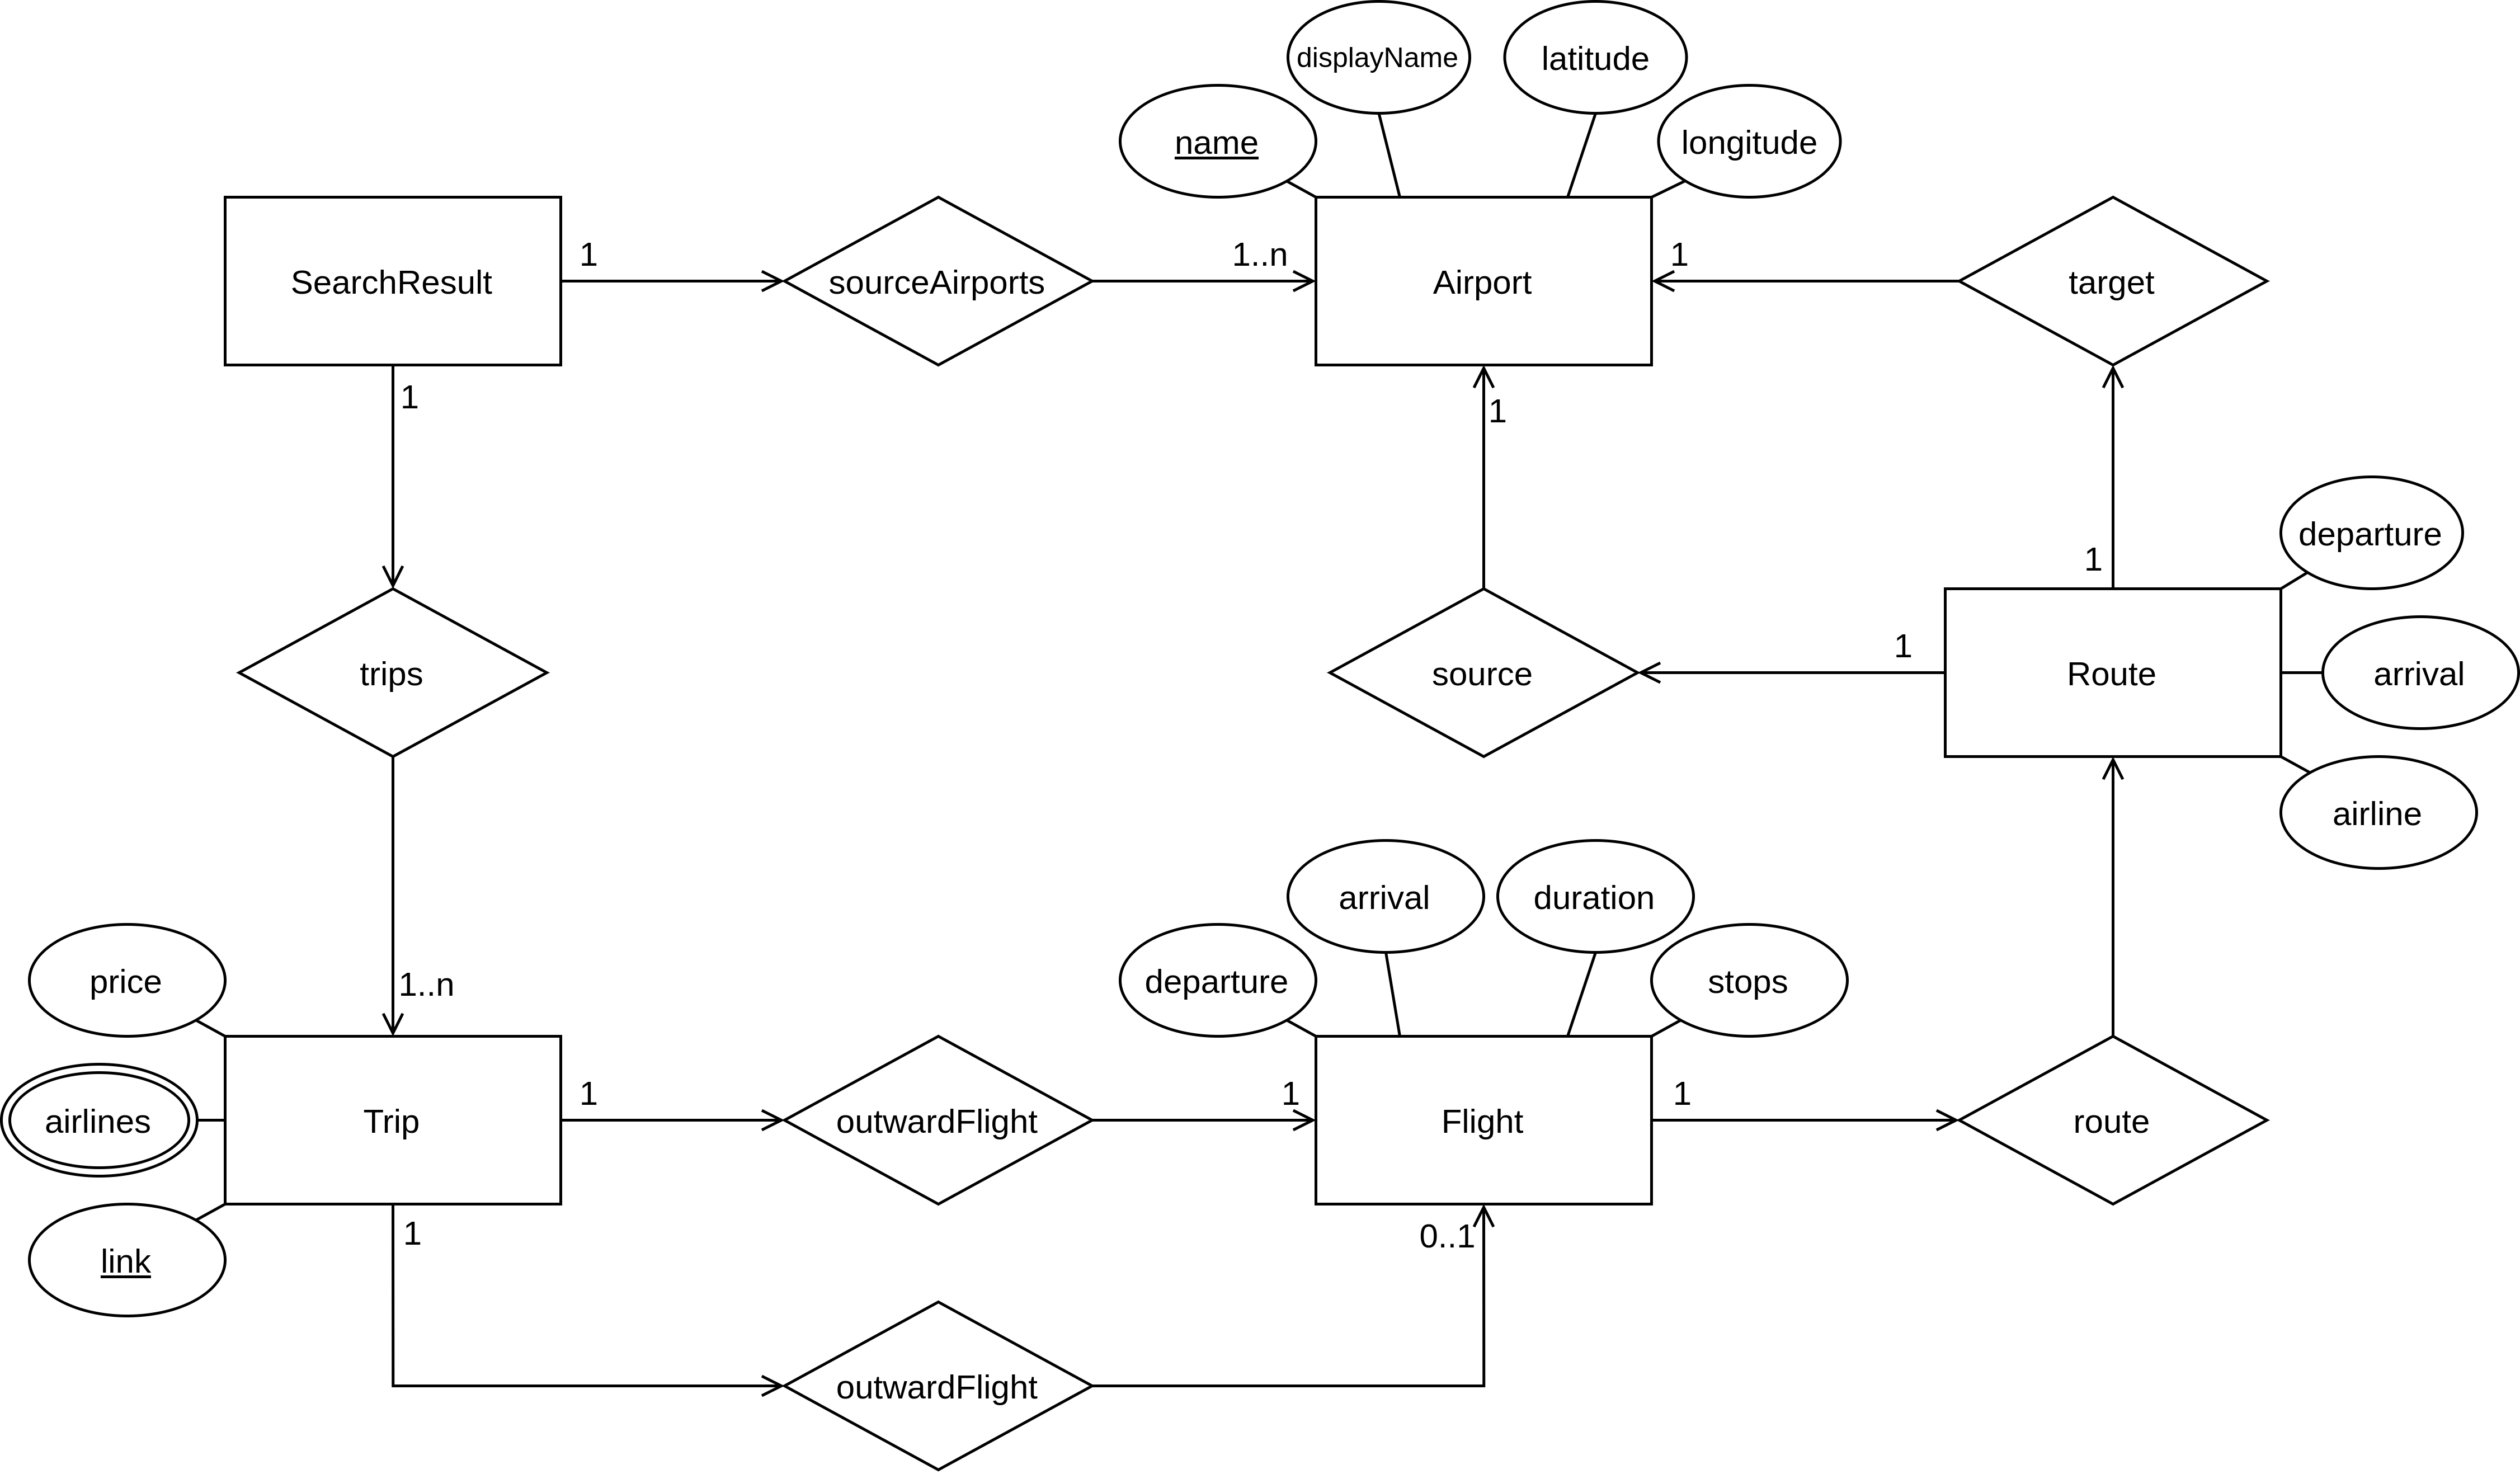 displayName
latitude
name
longitude
SearchResult
1
sourceAirports
1..n
Airport
1
target
1
1
departure
1
1
trips
source
Route
arrival
airline
arrival
duration
price
1..n
departure
stops
airlines
Trip
1
outwardFlight
1
Flight
1
route
link
1
0..1
outwardFlight